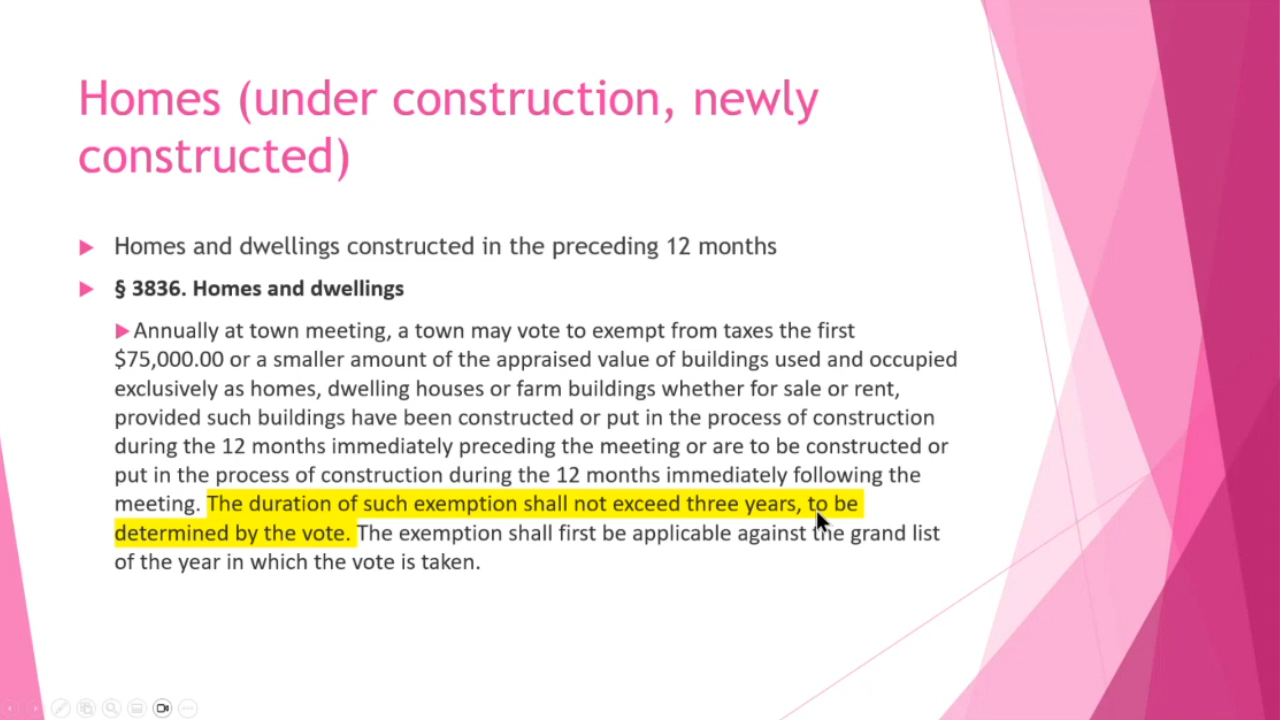 Homes (under construction, newly
constructed)
Homes and dwellings constructed in the preceding 12 months
§ 3836. Homes and dwellings
Annually at town meeting, a town may vote to exempt from taxes the first
$75,000.00 or a smaller amount of the appraised value of buildings used and occupied
exclusively as homes, dwelling houses or farm buildings whether for sale or rent,
provided such buildings have been constructed or put in the process of construction
during the 12 months immediately preceding the meeting or are to be constructed or
put in the process of construction during the 12 months immediately following the
meeting. The duration of such exemption shall not exceed three years, to be
determined by the vote. The exemption shall first be applicable against the grand list
of the year in which the vote is taken.